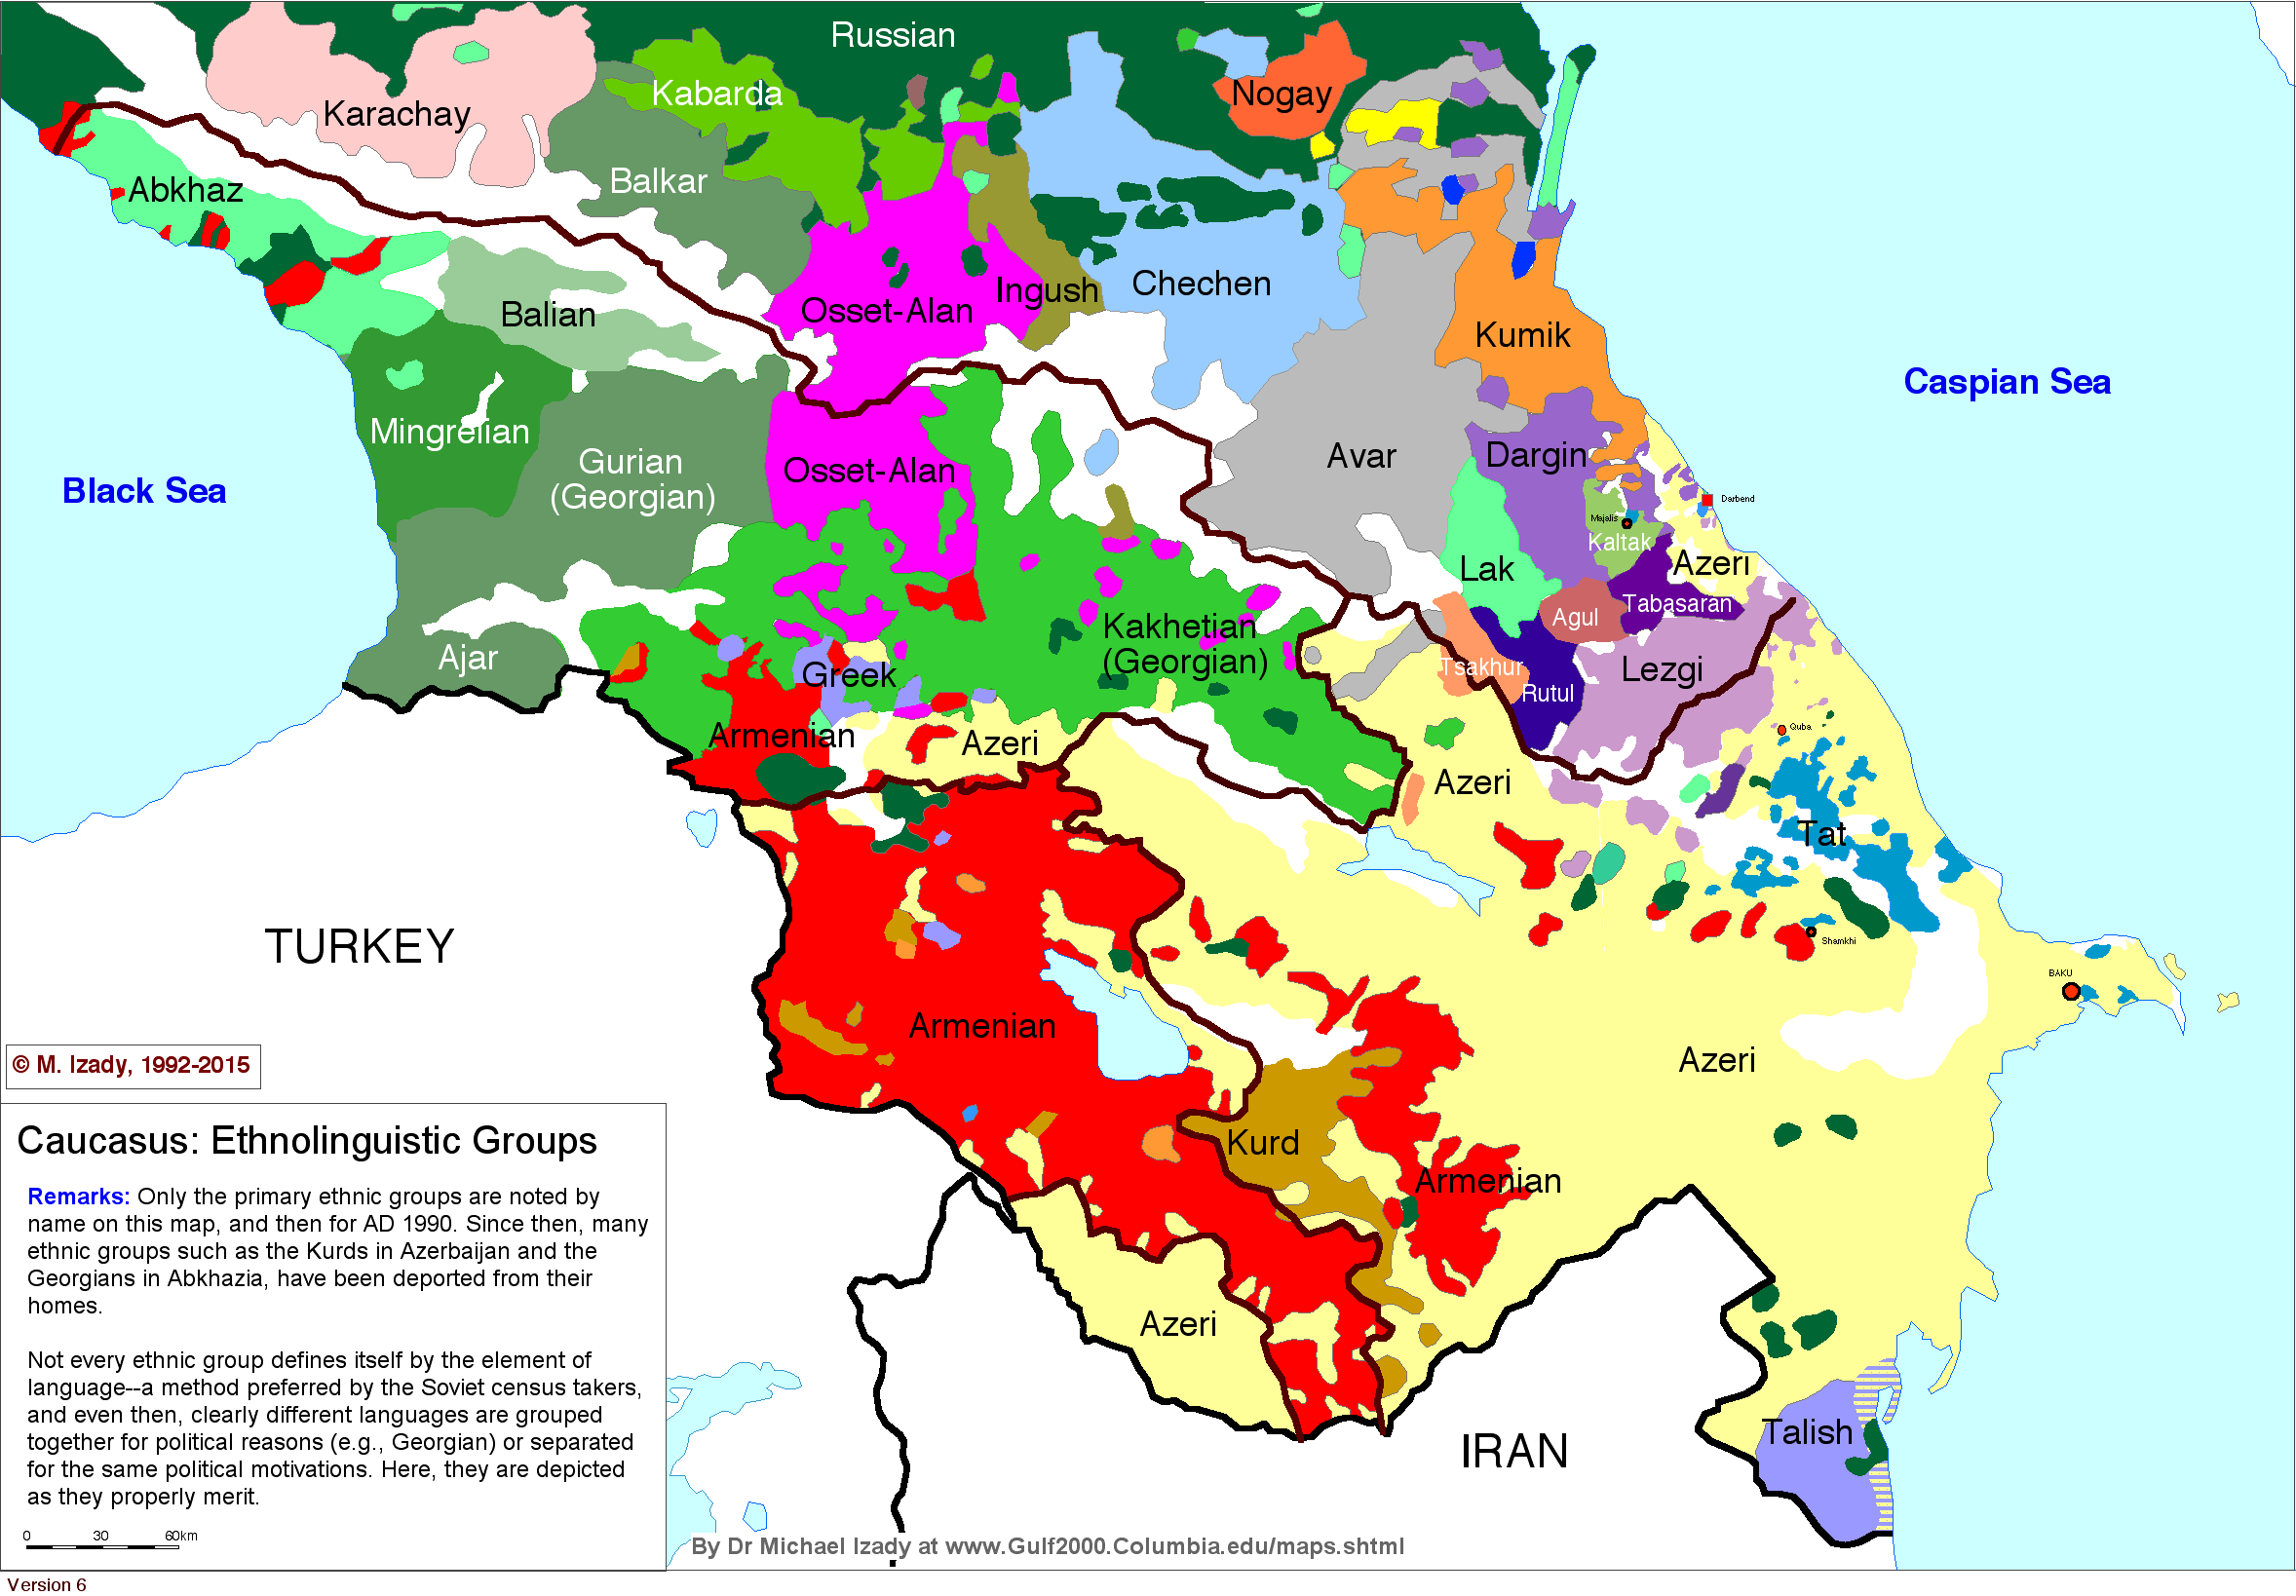 Russian
Kabarda
Nogay
Karachay
Balkar
Abkhaz
Chechen
Ingush
Osset-Alan
Balian
Kumik
Caspian Sea
Mingrelian
Gurian
(Georgian)
Osset-Alan
Avar
Dargin
Black Sea
Darbend
Majalis
Kaltak
Azerı
Lak
Agul
Tabasaran
Kakhetian
(Georgian)
Ajar
Greek
Tsakhur
Rutul
Lezgi
Armenian
Azeri
Quba
Azeri
Tat
TURKEY
Shamkhi
BAKU
Armenian
Azeri
© M. Izady, 1992-2015
Kurd
Armenian
Caucasus: Ethnolinguistic Groups
Remarks: Only the primary ethnic groups are noted by
name on this map, and then for AD 1990. Since then, many
ethnic groups such as the Kurds in Azerbaijan and the
Georgians in Abkhazia, have been deported from their
homes.
Not every ethnic group defines itself by the element of
language--a method preferred by the Soviet census takers,
and even then, clearly different languages are grouped
together for political reasons (e.g., Georgian) or separated
for the same political motivations. Here, they are depicted
as they properly merit.
0 30 60km
Azeri
IRAN
Talish
By Dr Michael Izady at www.Gulf2000.Columbia.edu/maps.shtml
Version 6